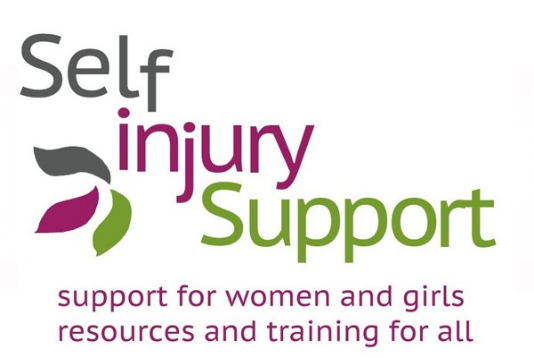 Self
injury
Support
support for women and girls
resources and training for all